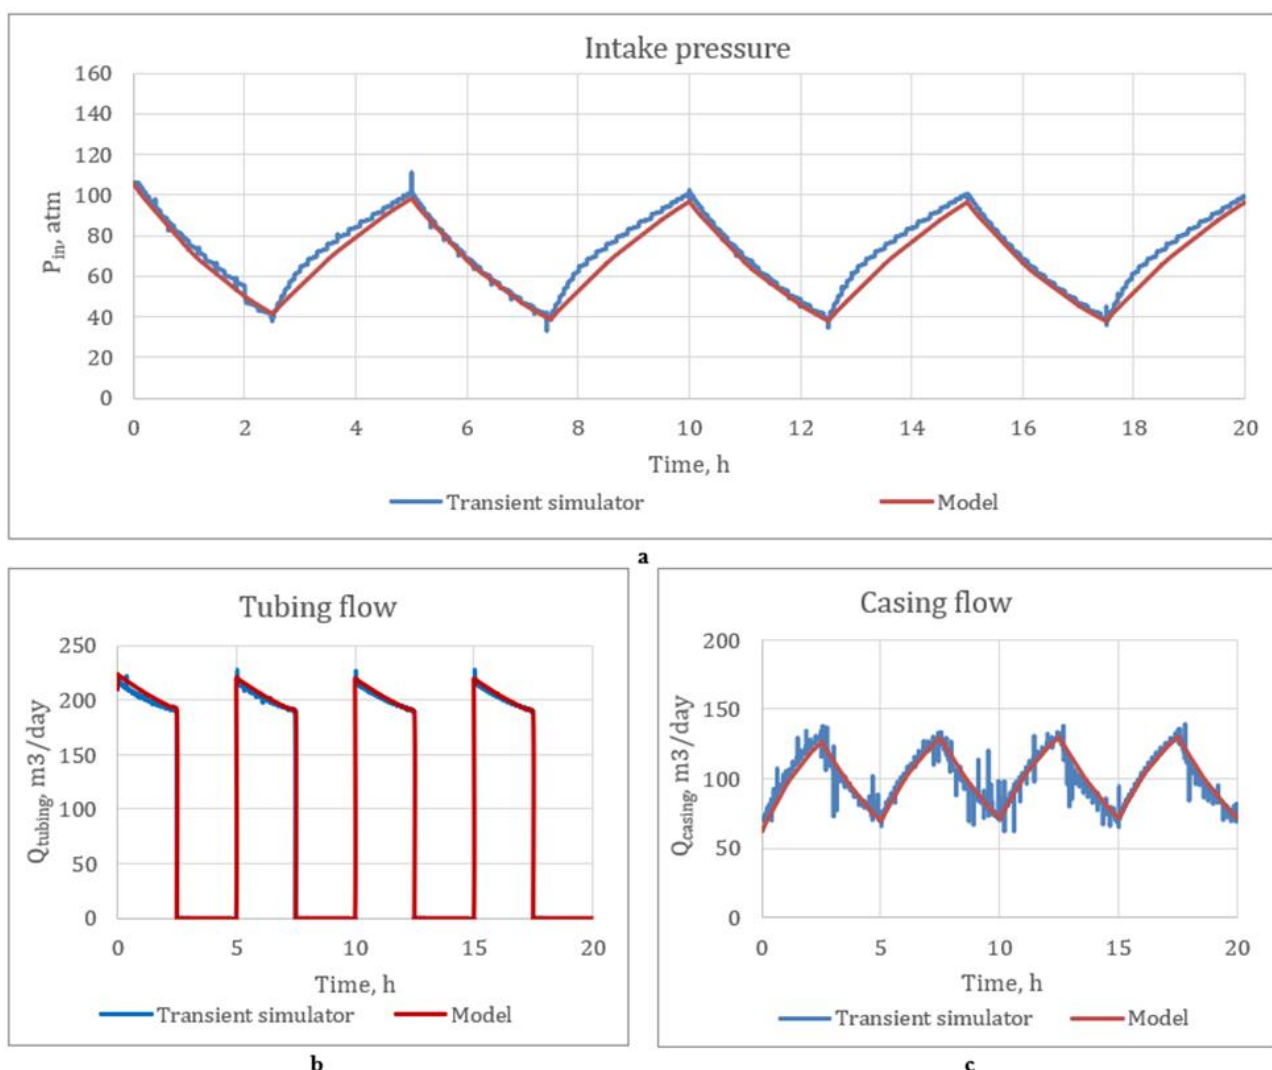 Intake pressure
160
140
120
100
80
60
40
20
0
P_in, atm
0 2 4 6 8 10 12 14 16 18 20
Time, h
Transient simulator Model
a
Tubing flow
250
200
150
100
50
0
Q_tubing, m3/day
0 5 10 15 20
Time, h
Transient simulator Model
b
Casing flow
200
150
100
50
0
Q_casing, m3/day
0 5 10 15 20
Time, h
Transient simulator Model
c